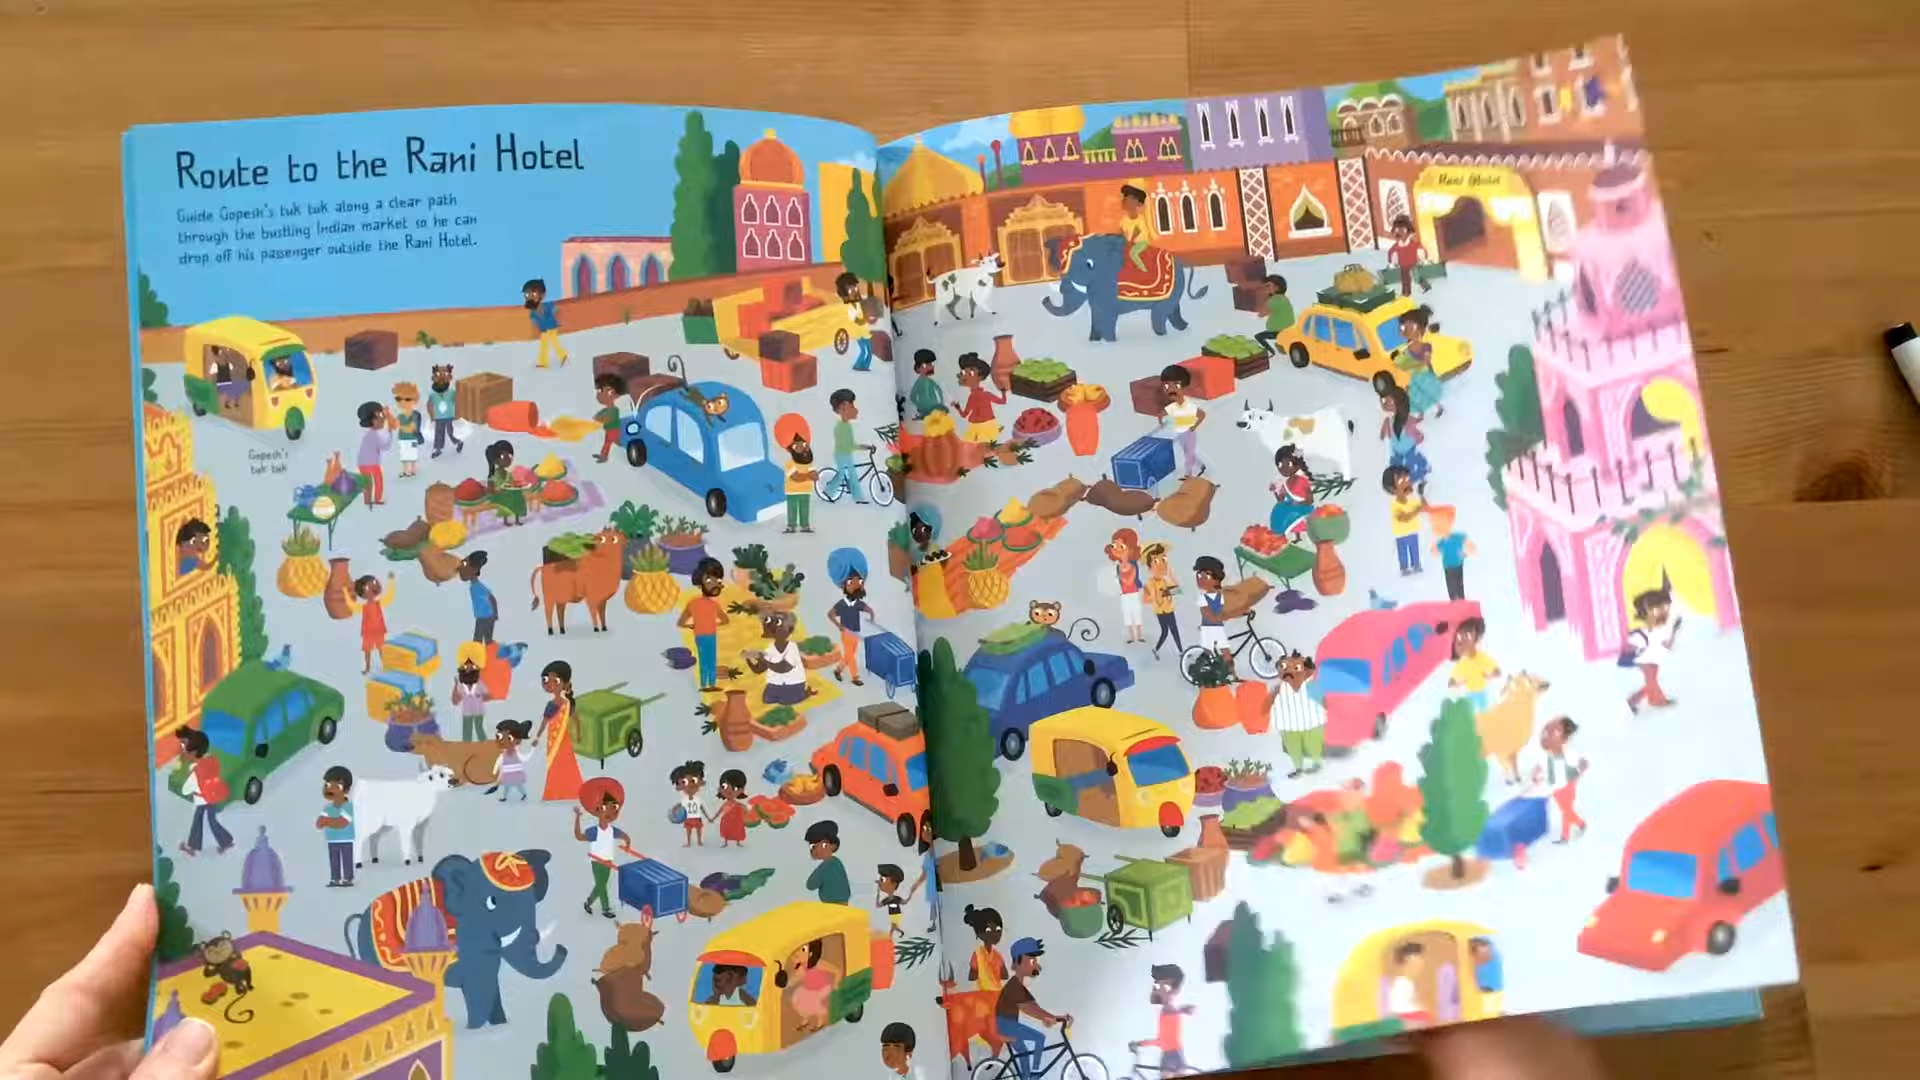 Route to the Rani Hotel
Guide Gopesh's tuk tuk along a clear path
through the bustling Indian market so he can
drop off his passenger outside the Rani Hotel.
Rani Hotel
Gopesh's
tuk tuk
20